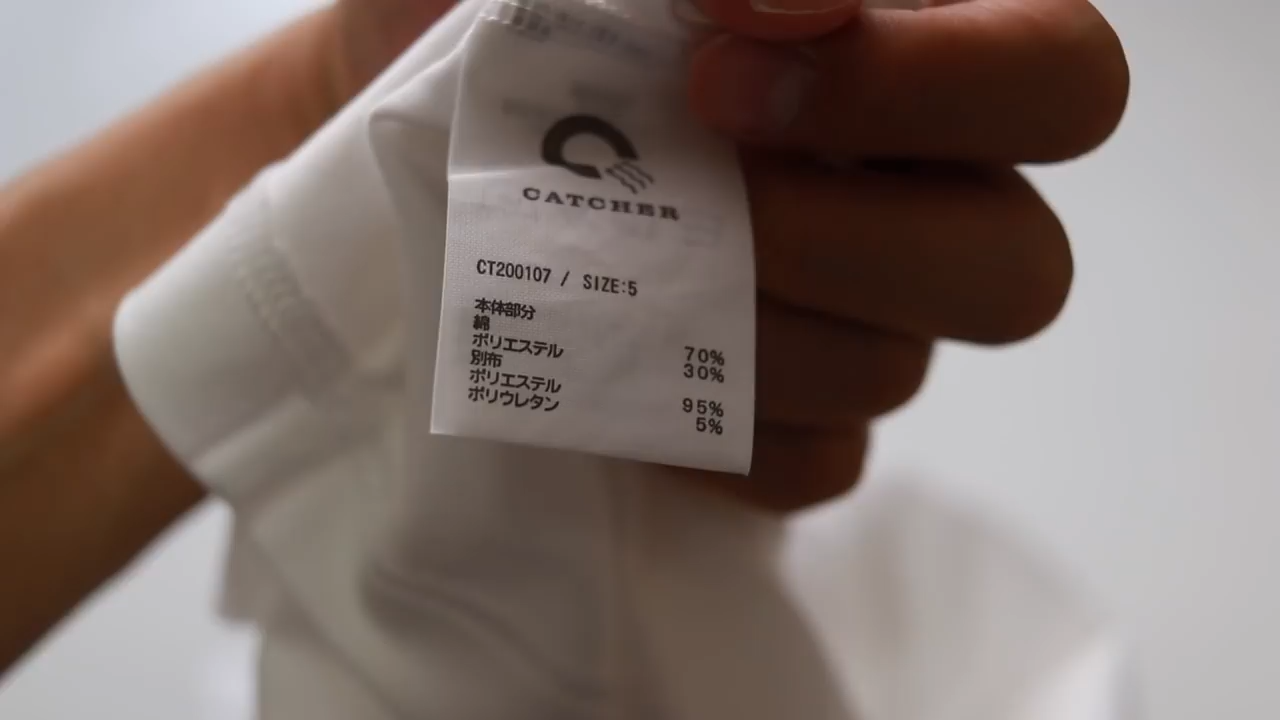 CATCHER
CT200107 / SIZE:5
本体部分
綿 70%
ポリエステル 30%
別布
ポリエステル 95%
ポリウレタン 5%